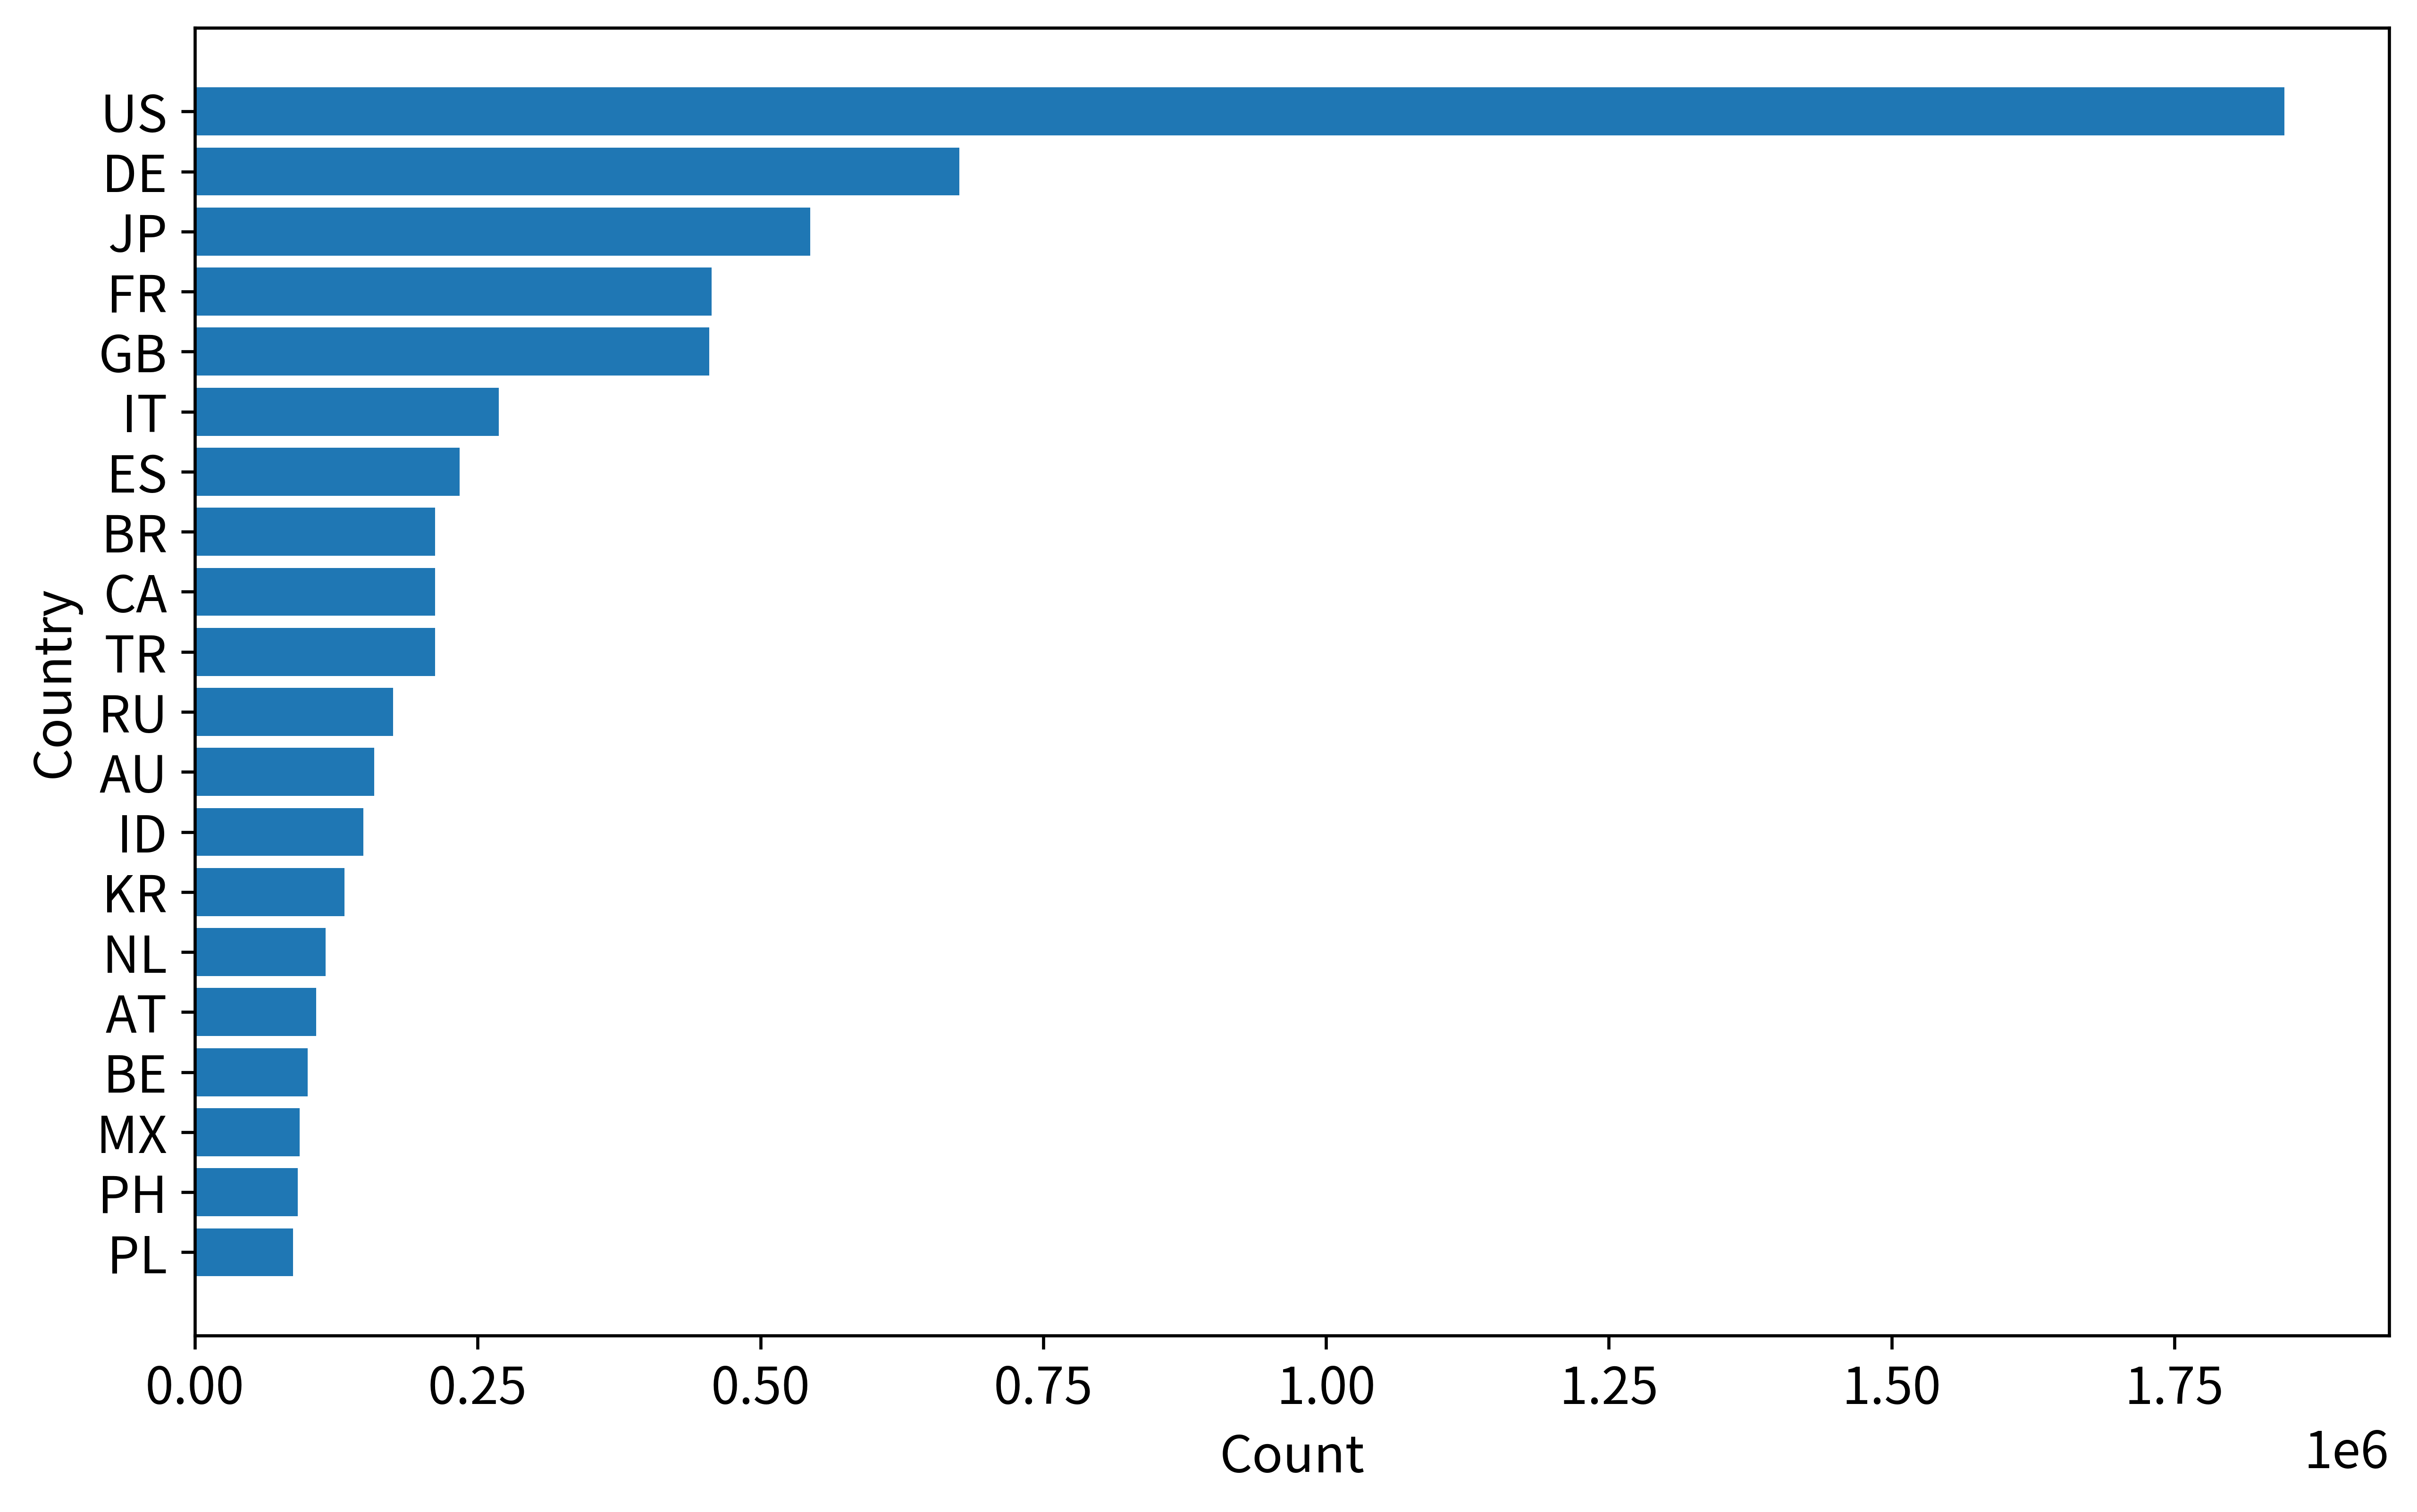 US
DE
JP
FR
GB
IT
ES
BR
CA
TR
RU
AU
ID
KR
NL
AT
BE
MX
PH
PL
Country
0.00 0.25 0.50 0.75 1.00 1.25 1.50 1.75
Count
1e6